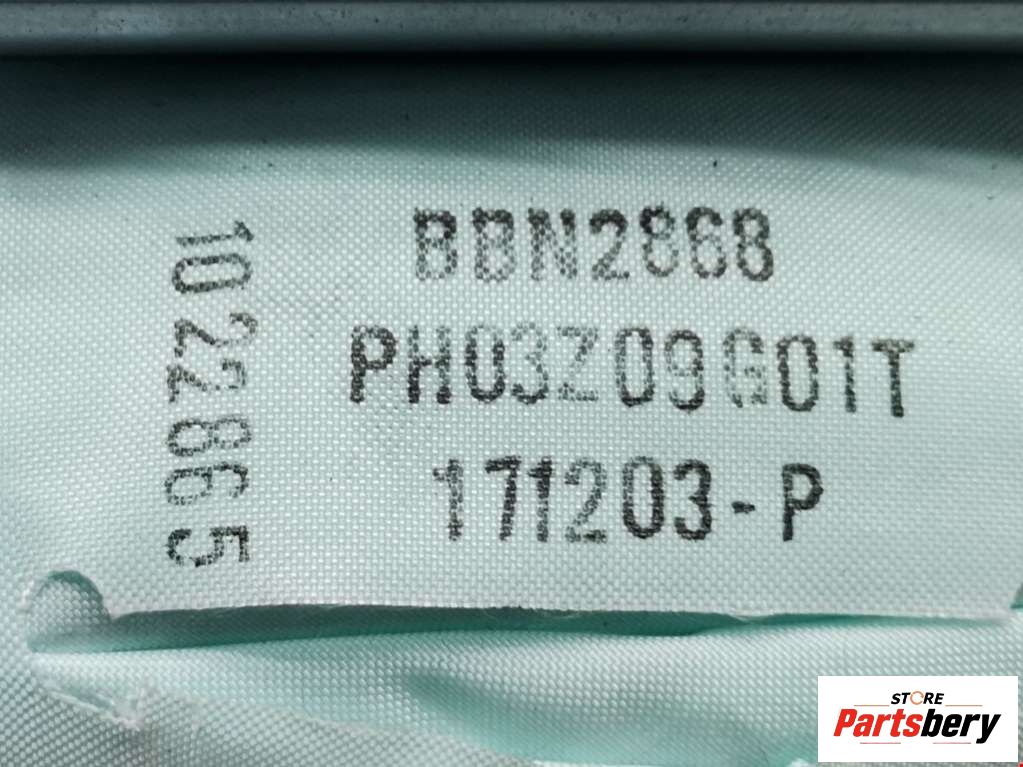 BBN2868
PH03Z09G01T
171203-P
1022865
STORE
Partsbery